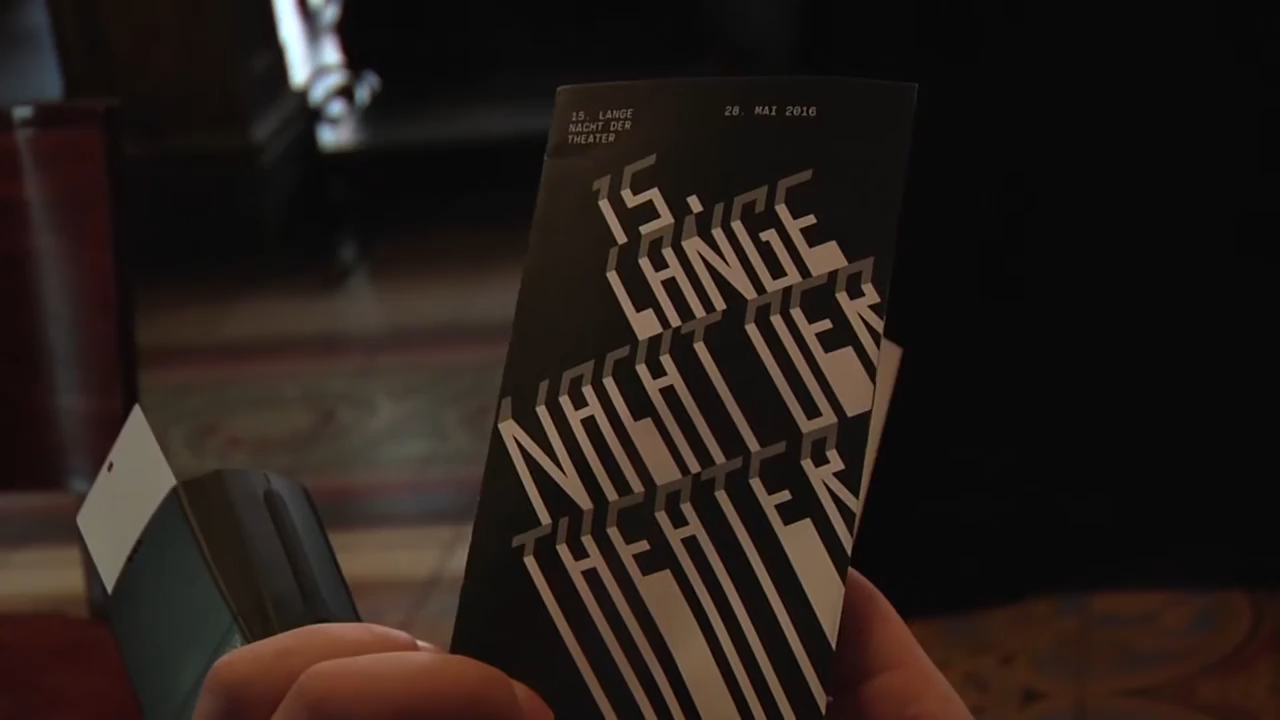 15. LANGE
NACHT DER
THEATER
28. MAI 2016
15.
LANGE
NACHT DER
THEATER